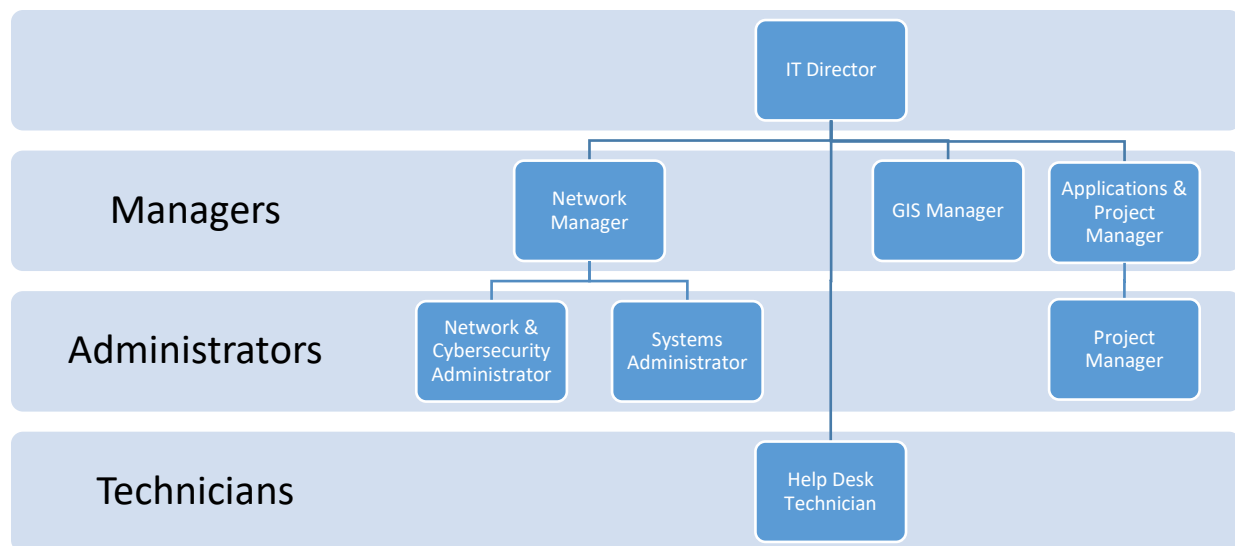 IT Director
Managers
Network
Manager
GIS Manager
Applications &
Project
Manager
Administrators
Network &
Cybersecurity
Administrator
Systems
Administrator
Project
Manager
Technicians
Help Desk
Technician